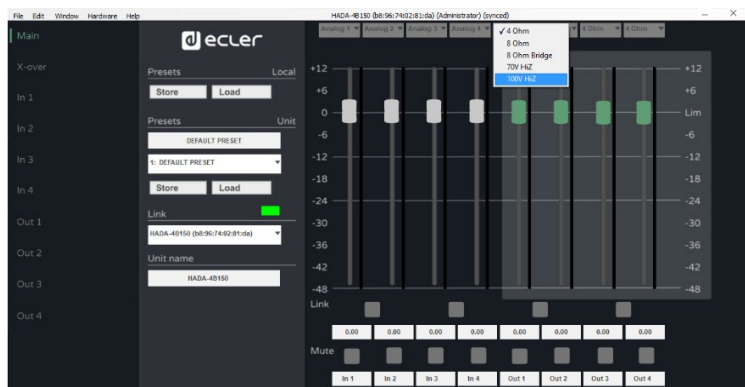 File Edit Window Hardware Help
HADA-4B150 (b8:96:74:02:81:da) (Administrator) (synced)
Main
X-over
In 1
In 2
In 3
In 4
Out 1
Out 2
Out 3
Out 4
ecler
Presets Local
Store Load
Presets Unit
DEFAULT PRESET
1: DEFAULT PRESET
Store Load
Link
HADA-4B150 (b8:96:74:02:81:da)
Unit name
HADA-4B150
Analog 1 Analog 2 Analog 3 Analog 4 4 Ohm 4 Ohm
✓ 4 Ohm
8 Ohm
8 Ohm Bridge
70V HiZ
100V HiZ
+12 +12
+6 +6
0 Lim
-6 -6
-12 -12
-18 -18
-24 -24
-30 -30
-36 -36
-42 -42
-48 -48
Link
0.00 0.00 0.00 0.00 0.00 0.00 0.00 0.00
Mute
In 1 In 2 In 3 In 4 Out 1 Out 2 Out 3 Out 4